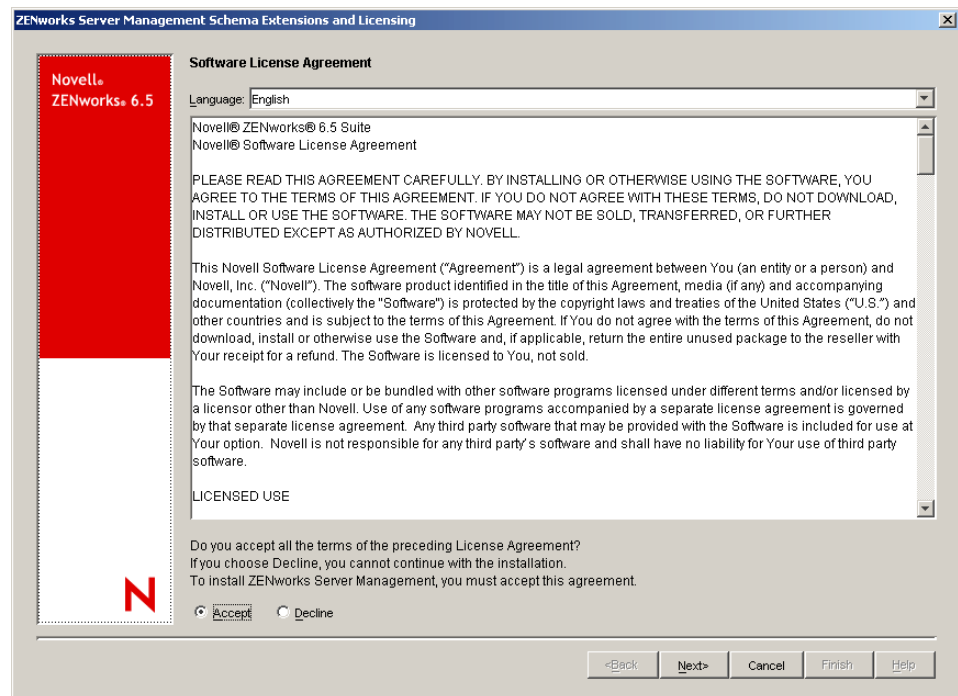 ZENworks Server Management Schema Extensions and Licensing
Novell®
ZENworks® 6.5
Software License Agreement
Language: English
Novell® ZENworks® 6.5 Suite
Novell® Software License Agreement
PLEASE READ THIS AGREEMENT CAREFULLY. BY INSTALLING OR OTHERWISE USING THE SOFTWARE, YOU
AGREE TO THE TERMS OF THIS AGREEMENT. IF YOU DO NOT AGREE WITH THESE TERMS, DO NOT DOWNLOAD,
INSTALL OR USE THE SOFTWARE. THE SOFTWARE MAY NOT BE SOLD, TRANSFERRED, OR FURTHER
DISTRIBUTED EXCEPT AS AUTHORIZED BY NOVELL.
This Novell Software License Agreement (“Agreement”) is a legal agreement between You (an entity or a person) and
Novell, Inc. (“Novell”). The software product identified in the title of this Agreement, media (if any) and accompanying
documentation (collectively the "Software") is protected by the copyright laws and treaties of the United States (“U.S.”) and
other countries and is subject to the terms of this Agreement. If You do not agree with the terms of this Agreement, do not
download, install or otherwise use the Software and, if applicable, return the entire unused package to the reseller with
Your receipt for a refund. The Software is licensed to You, not sold.
The Software may include or be bundled with other software programs licensed under different terms and/or licensed by
a licensor other than Novell. Use of any software programs accompanied by a separate license agreement is governed
by that separate license agreement. Any third party software that may be provided with the Software is included for use at
Your option. Novell is not responsible for any third party's software and shall have no liability for Your use of third party
software.
LICENSED USE
Do you accept all the terms of the preceding License Agreement?
If you choose Decline, you cannot continue with the installation.
To install ZENworks Server Management, you must accept this agreement.
Accept Decline
N
<Back Next> Cancel Finish Help